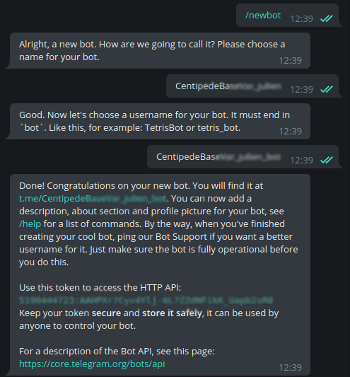 /newbot
12:39
Alright, a new bot. How are we going to call it? Please choose a
name for your bot.
12:39
CentipedeBase
12:39
Good. Now let's choose a username for your bot. It must end in
`bot`. Like this, for example: TetrisBot or tetris_bot.
12:39
CentipedeBase
12:39
Done! Congratulations on your new bot. You will find it at
t.me/Centipede You can now add a
description, about section and profile picture for your bot, see
/help for a list of commands. By the way, when you've finished
creating your cool bot, ping our Bot Support if you want a better
username for it. Just make sure the bot is fully operational before
you do this.
Use this token to access the HTTP API:
Keep your token secure and store it safely, it can be used by
anyone to control your bot.
For a description of the Bot API, see this page:
https://core.telegram.org/bots/api
12:39